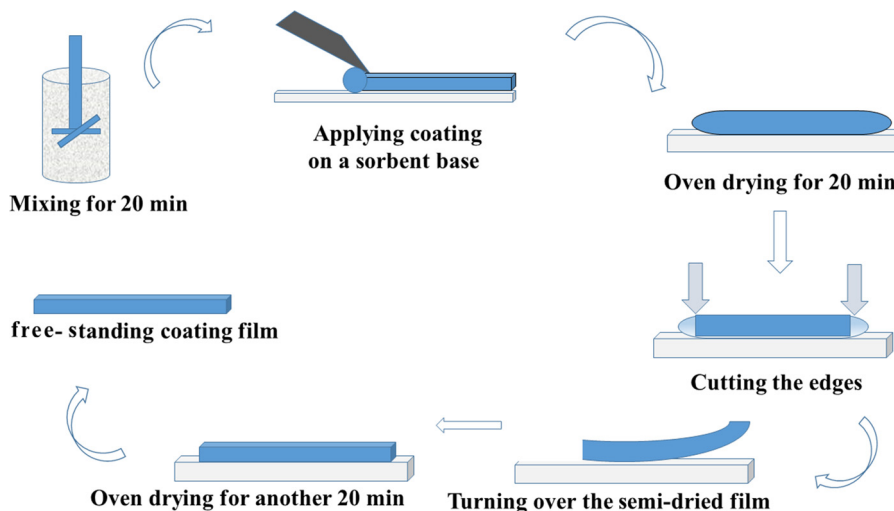 Mixing for 20 min
Applying coating
on a sorbent base
Oven drying for 20 min
Cutting the edges
Turning over the semi-dried film
Oven drying for another 20 min
free- standing coating film